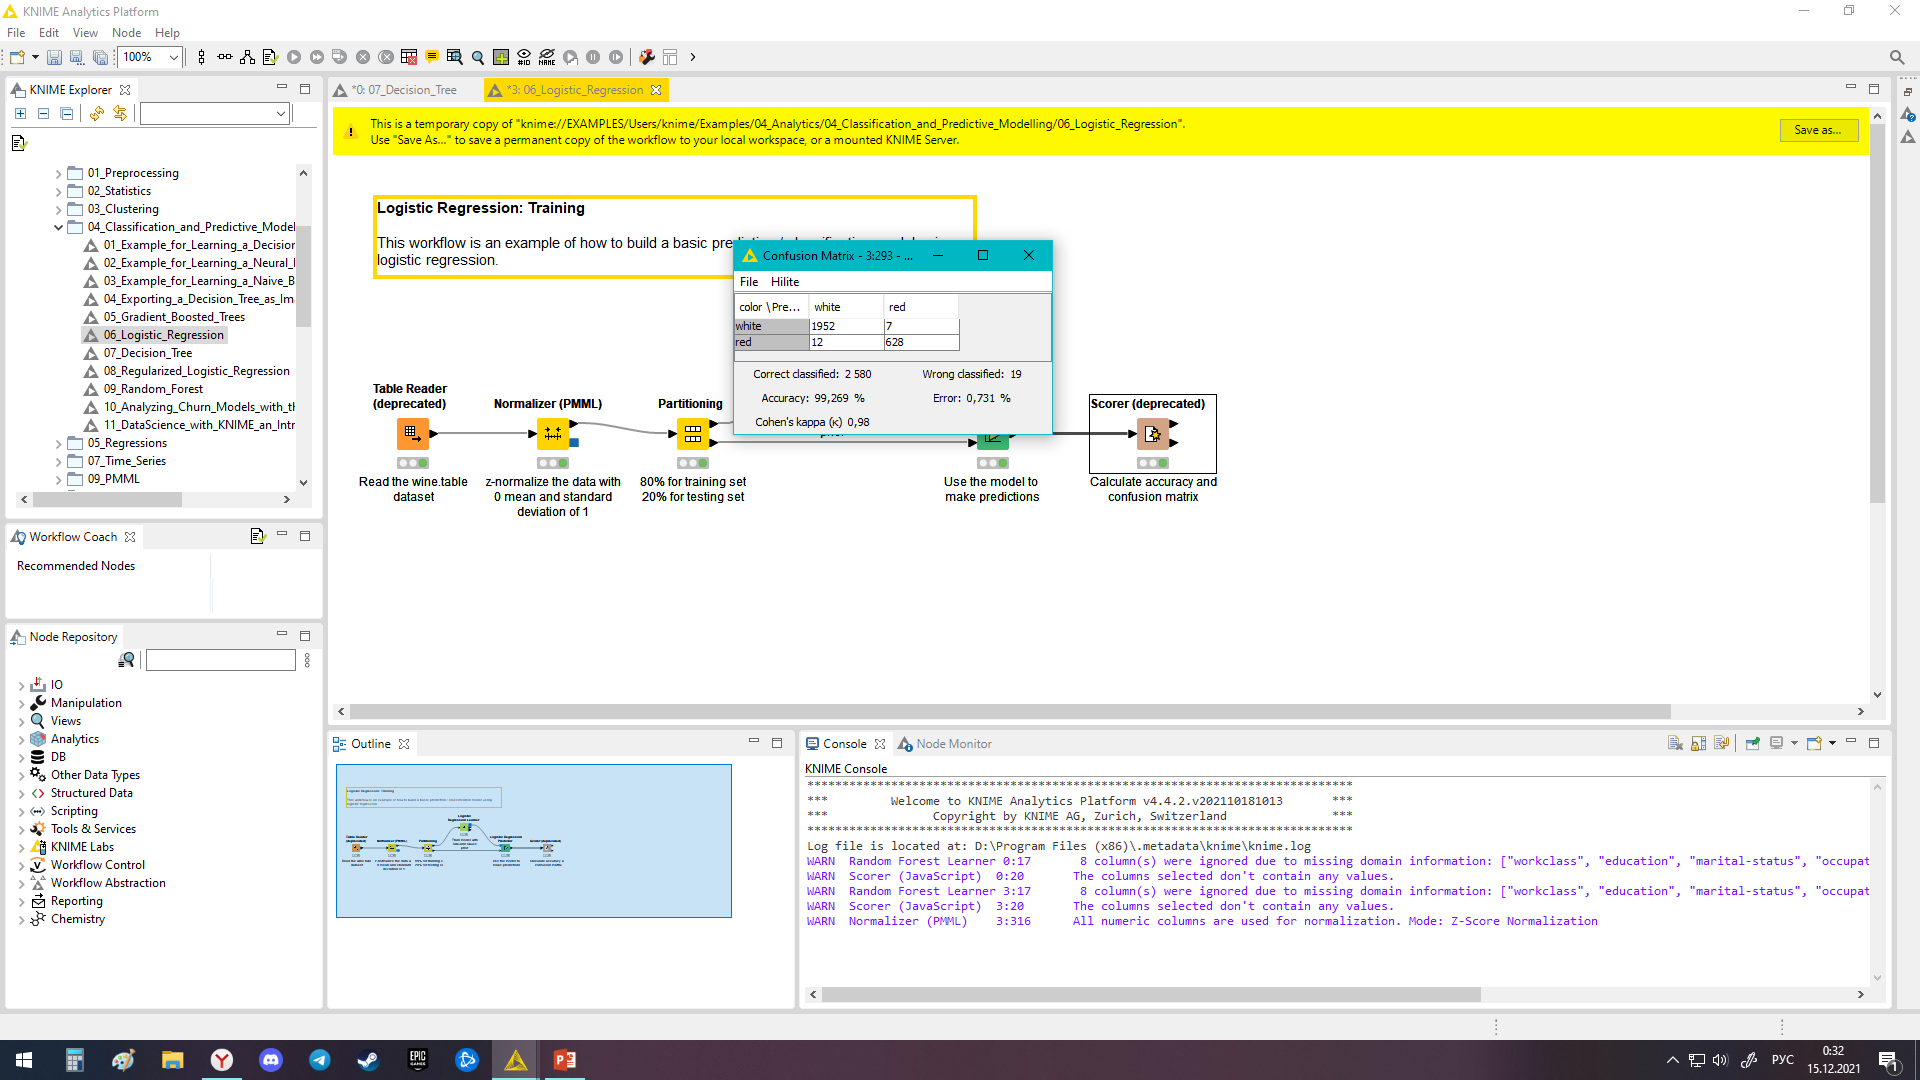 KNIME Analytics Platform
File Edit View Node Help
100%
KNIME Explorer
01_Preprocessing
02_Statistics
03_Clustering
04_Classification_and_Predictive_Model
01_Example_for_Learning_a_Decision
02_Example_for_Learning_a_Neural_
03_Example_for_Learning_a_Naive_B
04_Exporting_a_Decision_Tree_as_Im
05_Gradient_Boosted_Trees
06_Logistic_Regression
07_Decision_Tree
08_Regularized_Logistic_Regression
09_Random_Forest
10_Analyzing_Churn_Models_with_th
11_DataScience_with_KNIME_an_Intr
05_Regressions
07_Time_Series
09_PMML
Workflow Coach
Recommended Nodes
Node Repository
IO
Manipulation
Views
Analytics
DB
Other Data Types
Structured Data
Scripting
Tools & Services
KNIME Labs
Workflow Control
Workflow Abstraction
Reporting
Chemistry
*0: 07_Decision_Tree
*3: 06_Logistic_Regression
This is a temporary copy of "knime://EXAMPLES/Users/knime/Examples/04_Analytics/04_Classification_and_Predictive_Modelling/06_Logistic_Regression".
Use "Save As..." to save a permanent copy of the workflow to your local workspace, or a mounted KNIME Server.
Save as...
Logistic Regression: Training
This workflow is an example of how to build a basic
logistic regression.
Confusion Matrix - 3:293 - ...
File Hilite
color \Pre... white red
white 1952 7
red 12 628
Correct classified: 2 580 Wrong classified: 19
Accuracy: 99,269 % Error: 0,731 %
Cohen's kappa (κ) 0,98
Table Reader
(deprecated)
Read the wine.table
dataset
Normalizer (PMML)
z-normalize the data with
0 mean and standard
deviation of 1
Partitioning
80% for training set
20% for testing set
Use the model to
make predictions
Scorer (deprecated)
Calculate accuracy and
confusion matrix
Outline
Console
Node Monitor
KNIME Console
*** Welcome to KNIME Analytics Platform v4.4.2.v202110181013 ***
*** Copyright by KNIME AG, Zurich, Switzerland ***
Log file is located at: D:\Program Files (x86)\.metadata\knime\knime.log
WARN Random Forest Learner 0:17 8 column(s) were ignored due to missing domain information: ["workclass", "education", "marital-status", "occupat
WARN Scorer (JavaScript) 0:20 The columns selected don't contain any values.
WARN Random Forest Learner 3:17 8 column(s) were ignored due to missing domain information: ["workclass", "education", "marital-status", "occupat
WARN Scorer (JavaScript) 3:20 The columns selected don't contain any values.
WARN Normalizer (PMML) 3:316 All numeric columns are used for normalization. Mode: Z-Score Normalization
РУС
0:32
15.12.2021
1